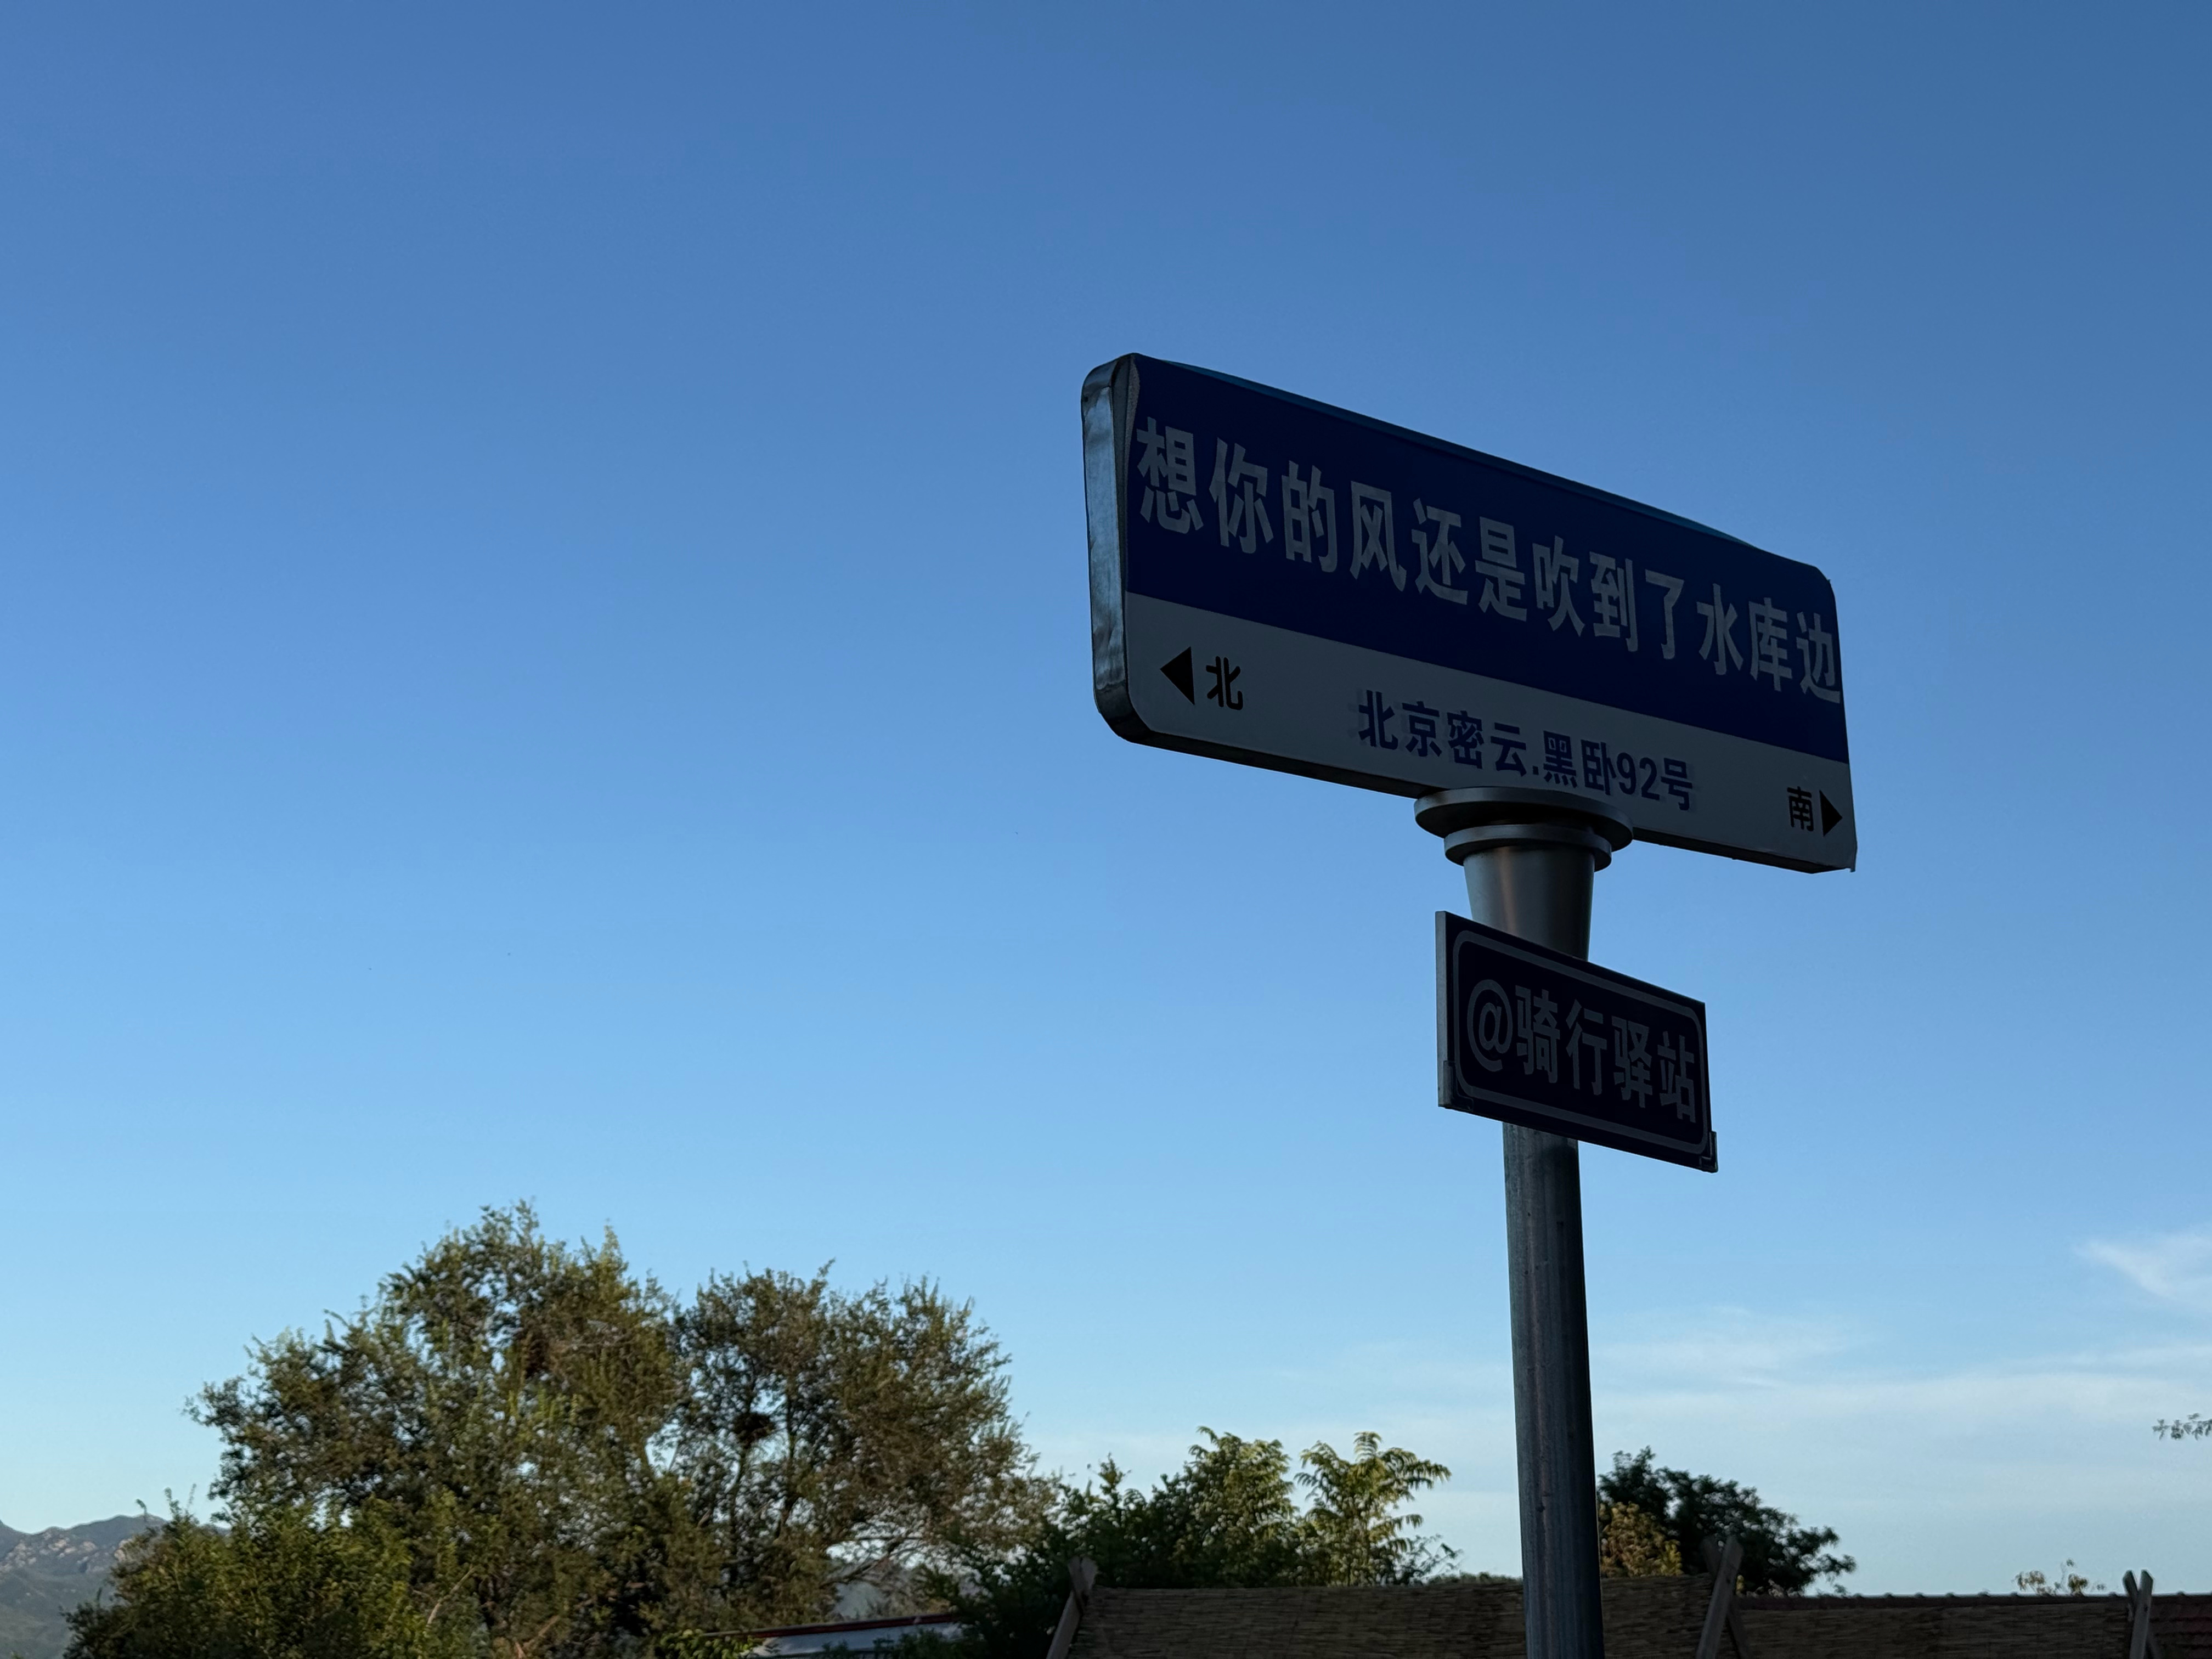 想你的风还是吹到了水库边
北 北京密云.黑卧92号 南
@骑行驿站